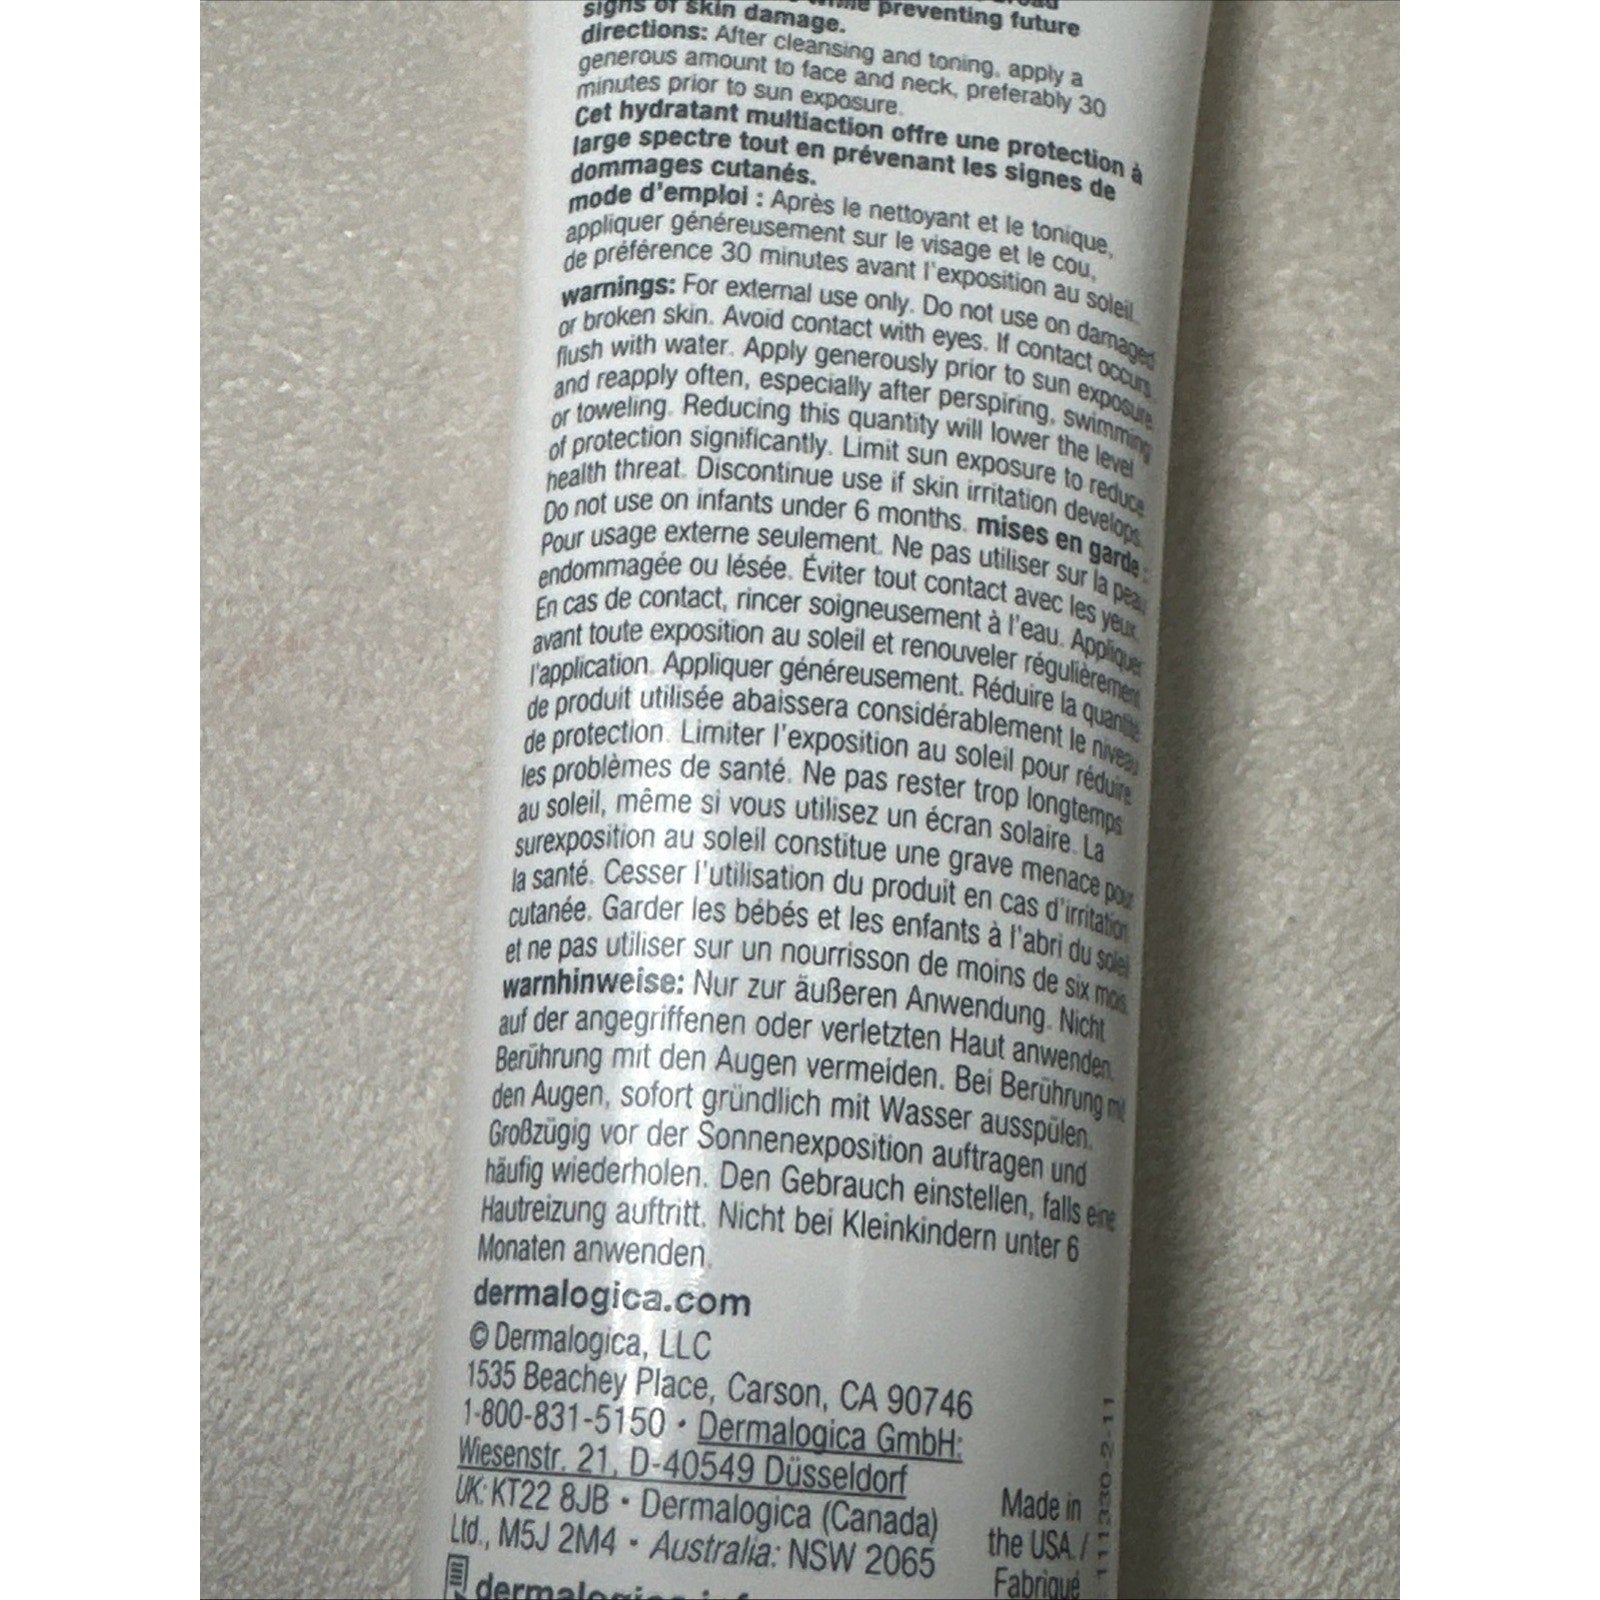 signs of skin damage. while preventing future
directions: After cleansing and toning, apply a
generous amount to face and neck, preferably 30
minutes prior to sun exposure.
Cet hydratant multiaction offre une protection à
large spectre tout en prévenant les signes de
dommages cutanés.
mode d'emploi : Après le nettoyant et le tonique,
appliquer généreusement sur le visage et le cou,
de préférence 30 minutes avant l'exposition au soleil.
warnings: For external use only. Do not use on damaged
or broken skin. Avoid contact with eyes. If contact occurs
flush with water. Apply generously prior to sun exposure
and reapply often, especially after perspiring, swimming
or toweling. Reducing this quantity will lower the level
of protection significantly. Limit sun exposure to reduce
health threat. Discontinue use if skin irritation develops.
Do not use on infants under 6 months. mises en garde :
Pour usage externe seulement. Ne pas utiliser sur la peau
endommagée ou lésée. Éviter tout contact avec les yeux.
En cas de contact, rincer soigneusement à l'eau. Appliquer
avant toute exposition au soleil et renouveler régulièrement
l'application. Appliquer généreusement. Réduire la quantité
de produit utilisée abaissera considérablement le niveau
de protection. Limiter l'exposition au soleil pour réduire
les problèmes de santé. Ne pas rester trop longtemps
au soleil, même si vous utilisez un écran solaire. La
surexposition au soleil constitue une grave menace pour
la santé. Cesser l'utilisation du produit en cas d'irritation
cutanée. Garder les bébés et les enfants à l'abri du soleil
et ne pas utiliser sur un nourrisson de moins de six mois.
warnhinweise: Nur zur äußeren Anwendung. Nicht
auf der angegriffenen oder verletzten Haut anwenden.
Berührung mit den Augen vermeiden. Bei Berührung mit
den Augen, sofort gründlich mit Wasser ausspülen.
Großzügig vor der Sonnenexposition auftragen und
häufig wiederholen. Den Gebrauch einstellen, falls eine
Hautreizung auftritt. Nicht bei Kleinkindern unter 6
Monaten anwenden.
dermalogica.com
© Dermalogica, LLC
1535 Beachey Place, Carson, CA 90746
1-800-831-5150 • Dermalogica GmbH:
Wiesenstr. 21, D-40549 Düsseldorf
UK: KT22 8JB • Dermalogica (Canada)
Ltd., M5J 2M4 • Australia: NSW 2065
Made in
the USA. /
Fabriqué
111330-2-11